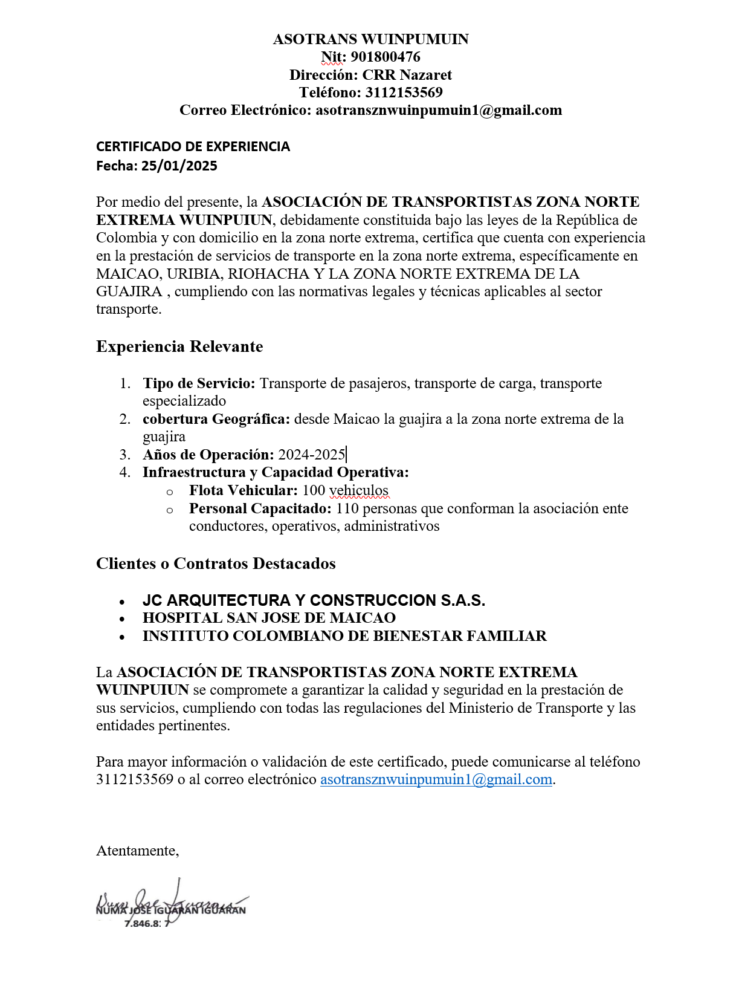 ASOTRANS WUINPUMUIN
Nit: 901800476
Dirección: CRR Nazaret
Teléfono: 3112153569
Correo Electrónico: asotransznwuinpumuin1@gmail.com
CERTIFICADO DE EXPERIENCIA
Fecha: 25/01/2025
Por medio del presente, la ASOCIACIÓN DE TRANSPORTISTAS ZONA NORTE
EXTREMA WUINPUIUN, debidamente constituida bajo las leyes de la República de
Colombia y con domicilio en la zona norte extrema, certifica que cuenta con experiencia
en la prestación de servicios de transporte en la zona norte extrema, específicamente en
MAICAO, URIBIA, RIOHACHA Y LA ZONA NORTE EXTREMA DE LA
GUAJIRA , cumpliendo con las normativas legales y técnicas aplicables al sector
transporte.
Experiencia Relevante
1. Tipo de Servicio: Transporte de pasajeros, transporte de carga, transporte
especializado
2. cobertura Geográfica: desde Maicao la guajira a la zona norte extrema de la
guajira
3. Años de Operación: 2024-2025
4. Infraestructura y Capacidad Operativa:
o Flota Vehicular: 100 vehiculos
o Personal Capacitado: 110 personas que conforman la asociación ente
conductores, operativos, administrativos
Clientes o Contratos Destacados
• JC ARQUITECTURA Y CONSTRUCCION S.A.S.
• HOSPITAL SAN JOSE DE MAICAO
• INSTITUTO COLOMBIANO DE BIENESTAR FAMILIAR
La ASOCIACIÓN DE TRANSPORTISTAS ZONA NORTE EXTREMA
WUINPUIUN se compromete a garantizar la calidad y seguridad en la prestación de
sus servicios, cumpliendo con todas las regulaciones del Ministerio de Transporte y las
entidades pertinentes.
Para mayor información o validación de este certificado, puede comunicarse al teléfono
3112153569 o al correo electrónico asotransznwuinpumuin1@gmail.com.
Atentamente,
NUMA JOSE IGUARAN IGUARAN